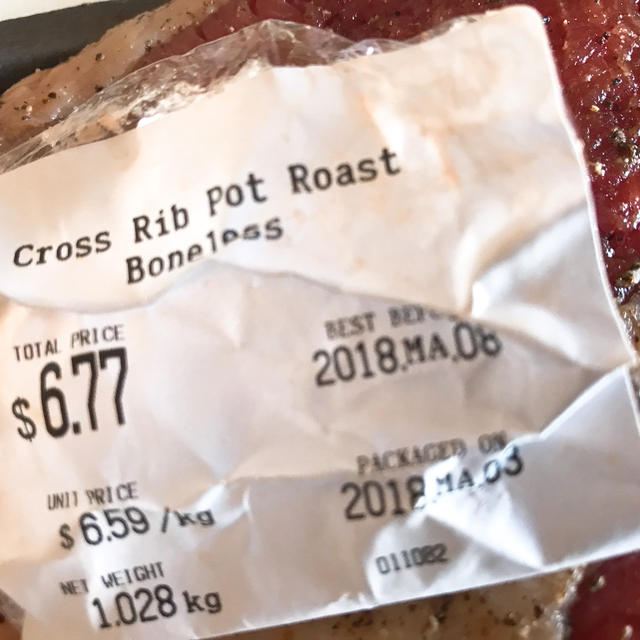 Cross Rib Pot Roast
Boneless
TOTAL PRICE
$6.77
BEST BEFORE
2018.MA.08
UNIT PRICE
$6.59/kg
PACKAGED ON
2018.MA.03
NET WEIGHT
1.028 kg
011082